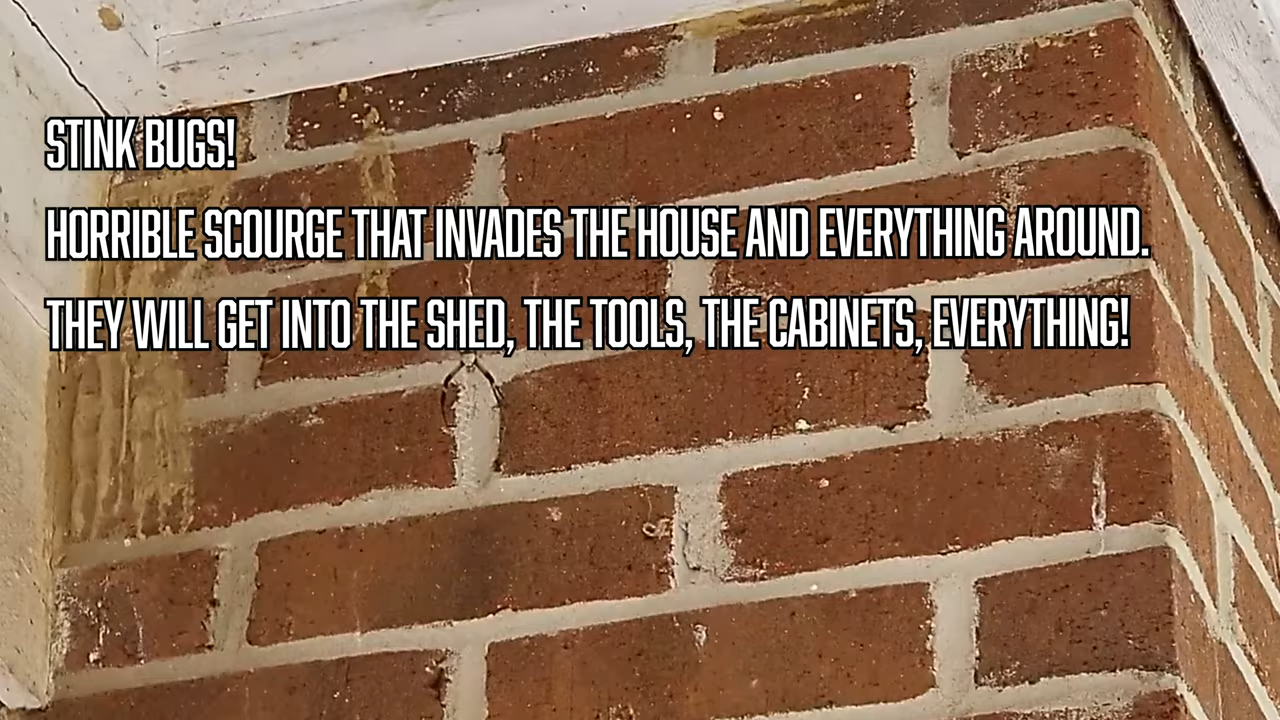 STINK BUGS!
HORRIBLE SCOURGE THAT INVADES THE HOUSE AND EVERYTHING AROUND.
THEY WILL GET INTO THE SHED, THE TOOLS, THE CABINETS, EVERYTHING!